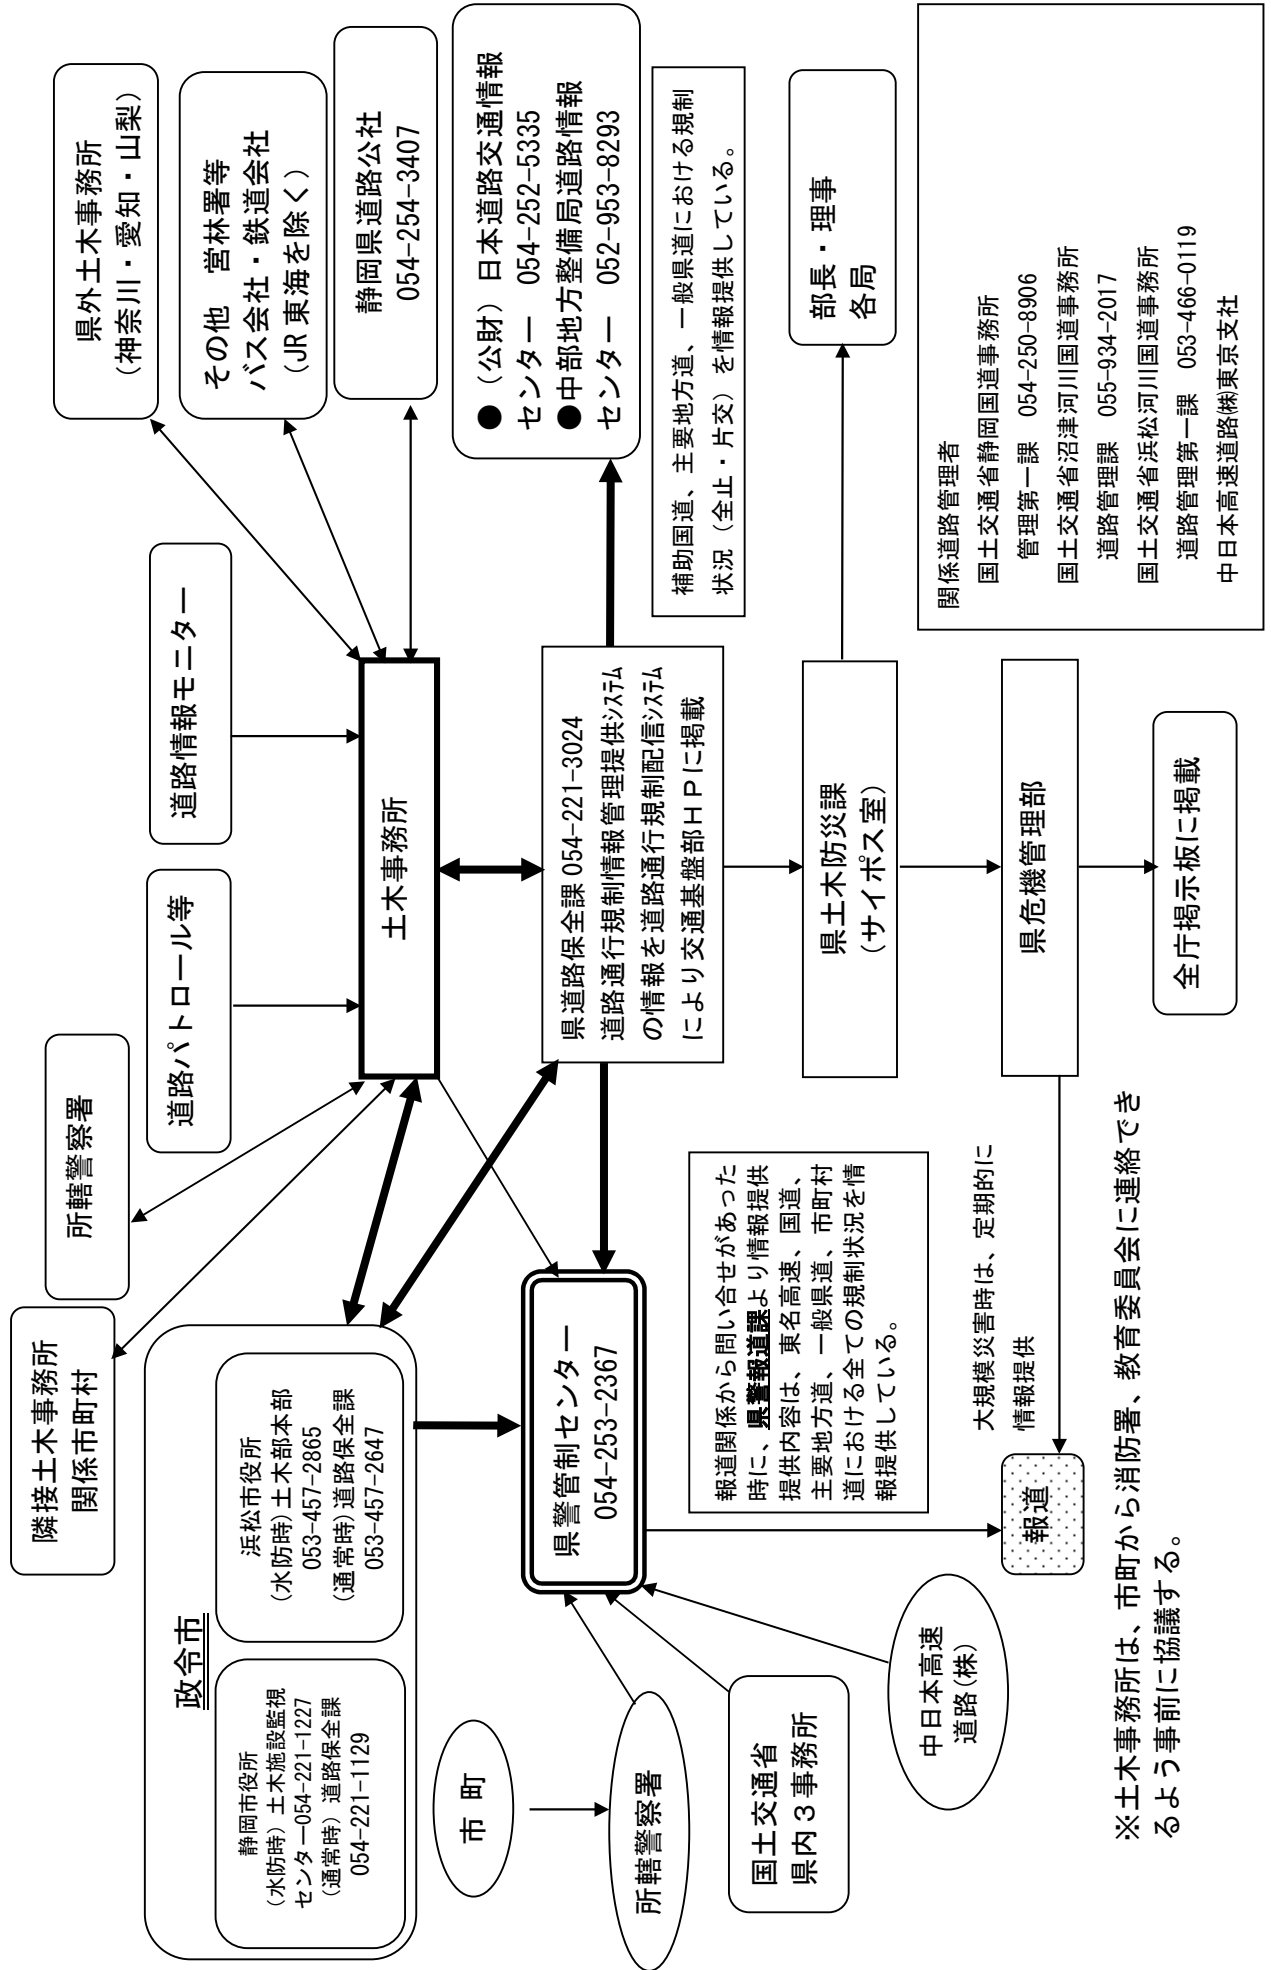 隣接土木事務所
関係市町村
所轄警察署
道路パトロール等
道路情報モニター
県外土木事務所
（神奈川・愛知・山梨）
その他　営林署等
バス会社・鉄道会社
（JR東海を除く）
静岡県道路公社
054-254-3407
政令市
静岡市役所
（水防時）土木施設監視
センター054-221-1227
（通常時）道路保全課
054-221-1129
浜松市役所
(水防時)土木部本部
053-457-2865
(通常時)道路保全課
053-457-2647
土木事務所
●（公財）日本道路交通情報
センター　054-252-5335
●中部地方整備局道路情報
センター　052-953-8293
市 町
所轄警察署
県警管制センター
054-253-2367
県道路保全課 054-221-3024
道路通行規制情報管理提供ｼｽﾃﾑ
の情報を道路通行規制配信ｼｽﾃﾑ
により交通基盤部ＨＰに掲載
補助国道、主要地方道、一般県道における規制
状況（全止・片交）を情報提供している。
国土交通省
県内３事務所
中日本高速
道路(株)
報道関係から問い合せがあった
時に、県警報道課より情報提供
提供内容は、東名高速、国道、
主要地方道、一般県道、市町村
道における全ての規制状況を情
報提供している。
県土木防災課
（サイポス室）
部長・理事
各局
大規模災害時は、定期的に
情報提供
報道
県危機管理部
全庁掲示板に掲載
関係道路管理者
国土交通省静岡国道事務所
管理第一課　054-250-8906
国土交通省沼津河川国道事務所
道路管理課　055-934-2017
国土交通省浜松河川国道事務所
道路管理第一課　053-466-0119
中日本高速道路㈱東京支社
※土木事務所は、市町から消防署、教育委員会に連絡でき
るよう事前に協議する。